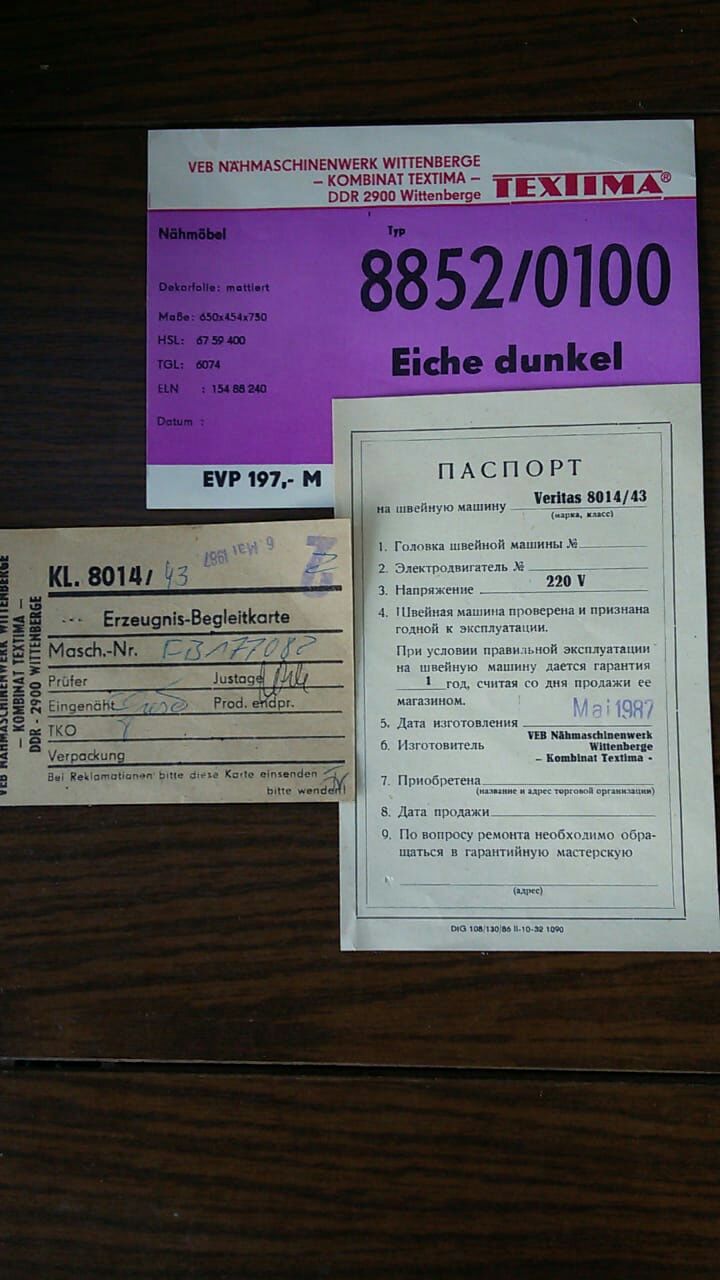 VEB NÄHMASCHINENWERK WITTENBERGE
– KOMBINAT TEXTIMA –
DDR 2900 Wittenberge
TEXTIMA®
Nähmöbel
Typ
8852/0100
Dekorfolie: mattiert
Maße: 650x454x750
HSL: 67 59 400
TGL: 6074
ELN : 154 88 240
Eiche dunkel
Datum :
EVP 197,- M
ПАСПОРТ
на швейную машину Veritas 8014/43
(марка, класс)
1. Головка швейной машины №
2. Электродвигатель №
3. Напряжение 220 V
4. Швейная машина проверена и признана
годной к эксплуатации.
При условии правильной эксплуатации
на швейную машину дается гарантия
1 год, считая со дня продажи ее
магазином.
5. Дата изготовления Mai 1987
6. Изготовитель VEB Nähmaschinenwerk
Wittenberge
– Kombinat Textima -
7. Приобретена
(название и адрес торговой организации)
8. Дата продажи
9. По вопросу ремонта необходимо обра-
щаться в гарантийную мастерскую
(адрес)
DtG 108/130/86 II-10-32 1090
VEB NÄHMASCHINENWERK WITTENBERGE
– KOMBINAT TEXTIMA –
DDR - 2900 WITTENBERGE
6. Mai 1987
KL. 8014/ 43
Erzeugnis-Begleitkarte
Masch.-Nr.
Prüfer Justage
Eingenäht Prod. endpr.
TKO
Verpackung
Bei Reklamationen bitte diese Karte einsenden
bitte wenden!